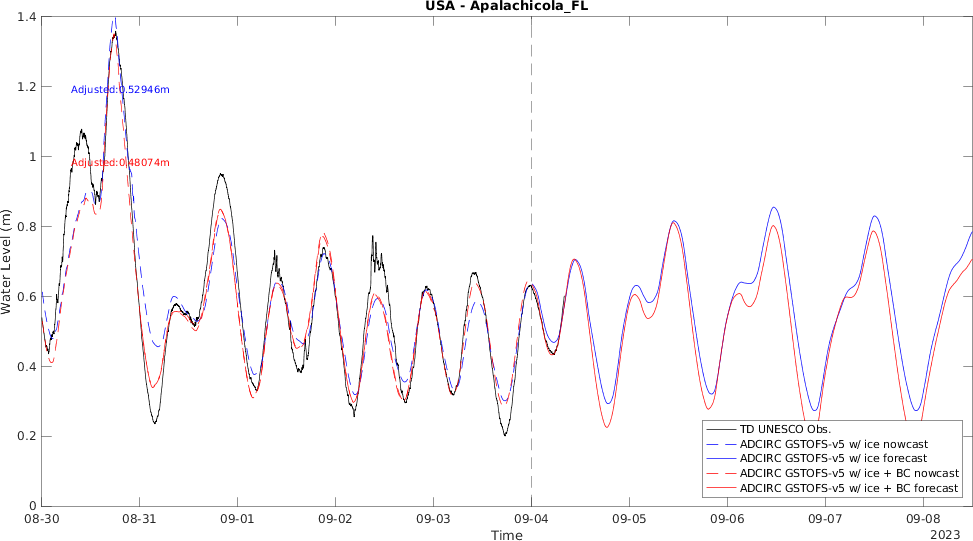 USA - Apalachicola_FL
1.4
1.2
1
0.8
0.6
0.4
0.2
0
Water Level (m)
Adjusted:0.52946m
Adjusted:0.48074m
TD UNESCO Obs.
ADCIRC GSTOFS-v5 w/ ice nowcast
ADCIRC GSTOFS-v5 w/ ice forecast
ADCIRC GSTOFS-v5 w/ ice + BC nowcast
ADCIRC GSTOFS-v5 w/ ice + BC forecast
08-30 08-31 09-01 09-02 09-03 09-04 09-05 09-06 09-07 09-08
Time
2023